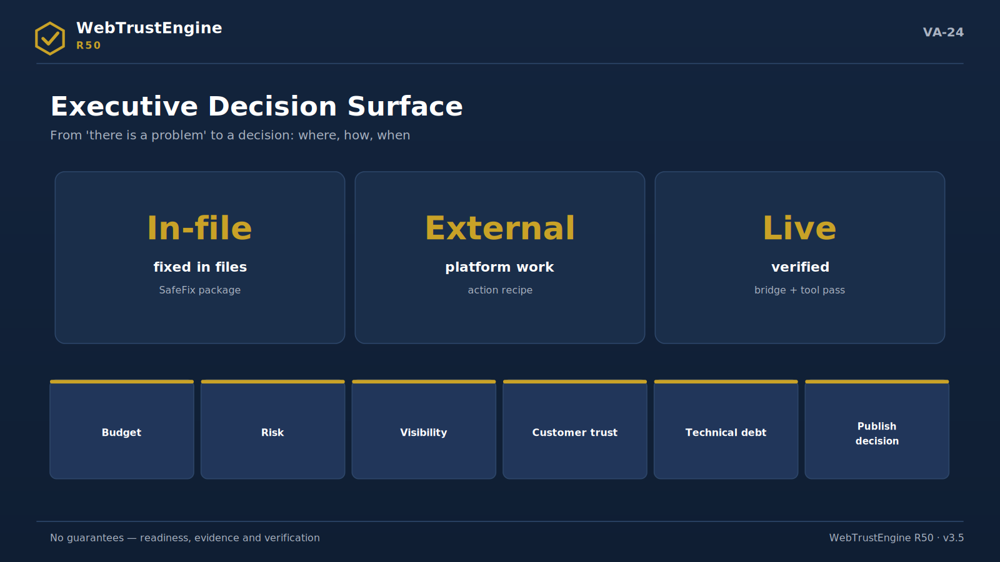 WebTrustEngine
R50
VA-24
Executive Decision Surface
From 'there is a problem' to a decision: where, how, when
In-file
fixed in files
SafeFix package
External
platform work
action recipe
Live
verified
bridge + tool pass
Budget
Risk
Visibility
Customer trust
Technical debt
Publish
decision
No guarantees — readiness, evidence and verification
WebTrustEngine R50 · v3.5